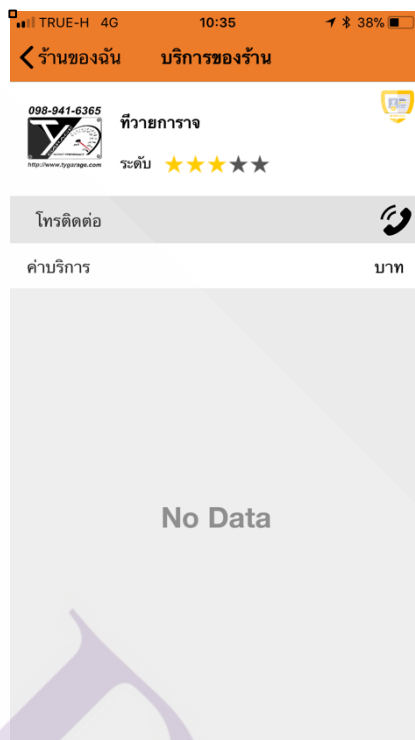 TRUE-H 4G 10:35 38%
ร้านของฉัน บริการของร้าน
098-941-6365
ทีวายการาจ
http://www.tygarage.com
ระดับ
โทรติดต่อ
ค่าบริการ บาท
No Data